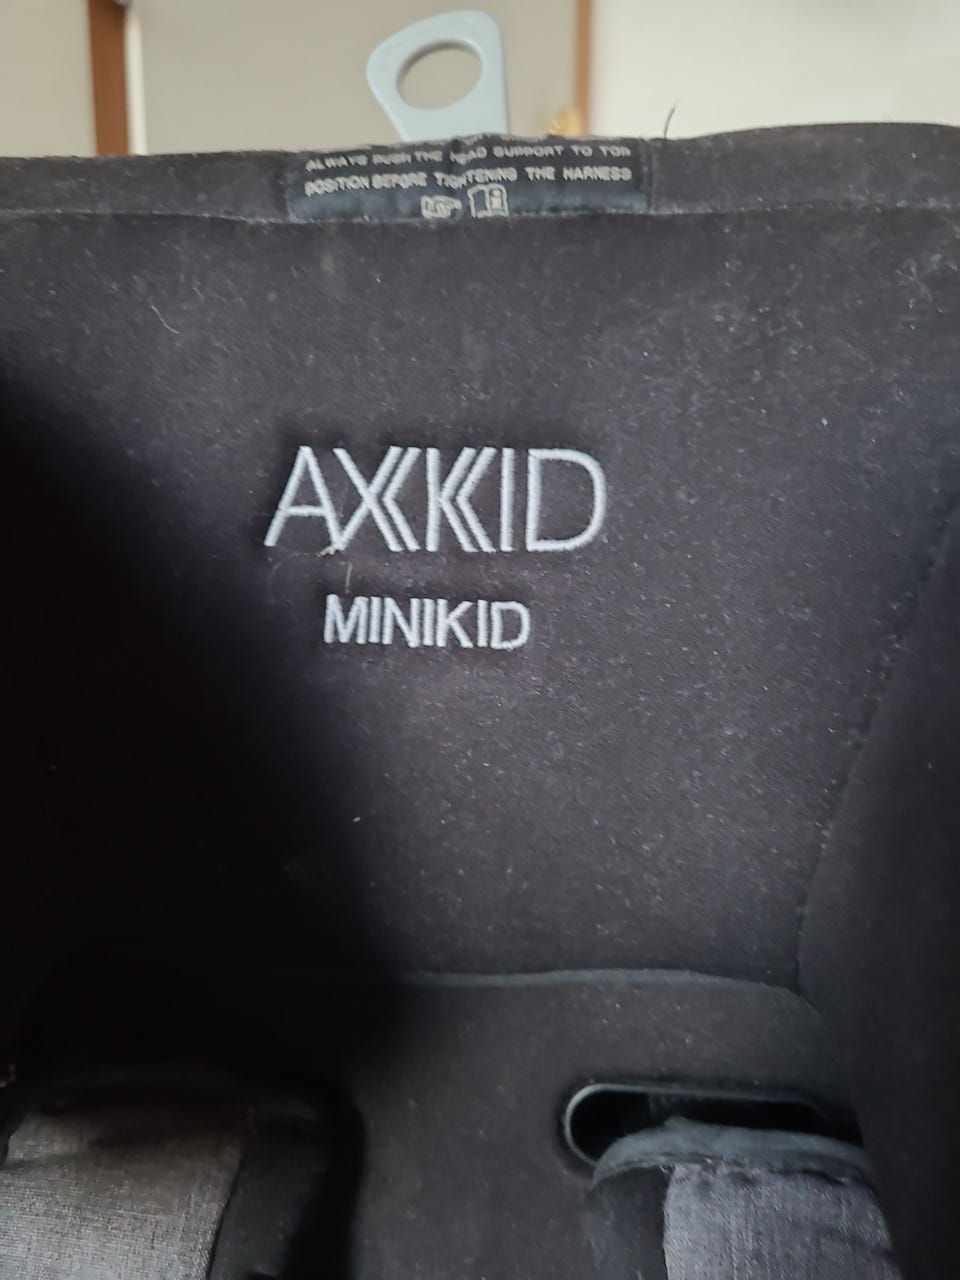 ALWAYS PUSH THE HEAD SUPPORT TO TOP
POSITION BEFORE TIGHTENING THE HARNESS
AXKID
MINIKID